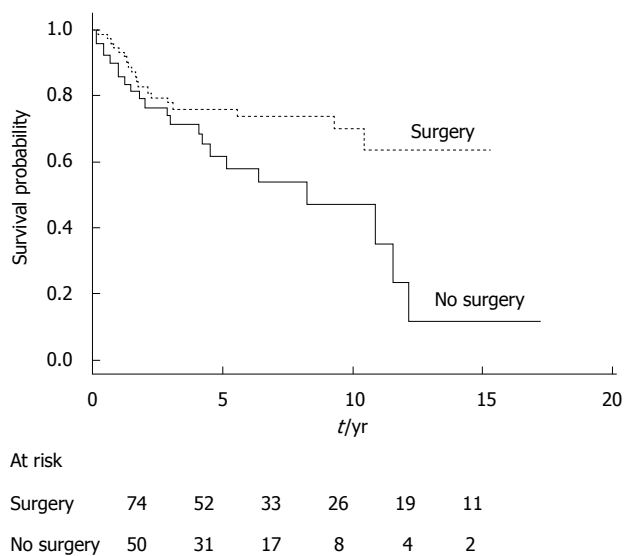 1.0
0.8
0.6
0.4
0.2
0.0
Survival probability
Surgery
No surgery
0 5 10 15 20
t/yr
At risk
Surgery 74 52 33 26 19 11
No surgery 50 31 17 8 4 2